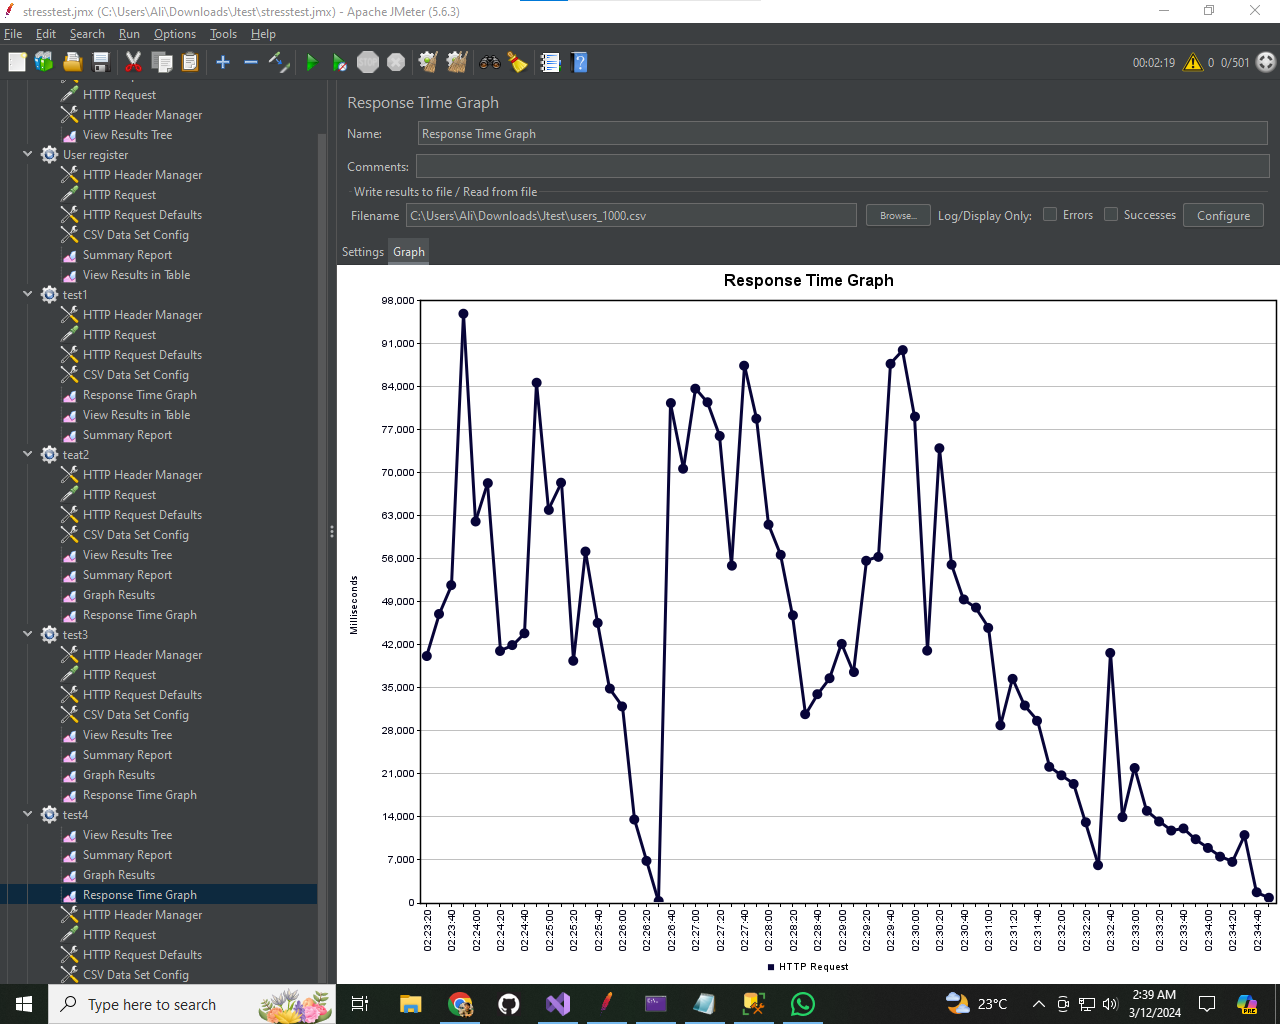 stresstest.jmx (C:\Users\Ali\Downloads\Jtest\stresstest.jmx) - Apache JMeter (5.6.3)
File Edit Search Run Options Tools Help
STOP
00:02:19 0 0/501
HTTP Request
HTTP Header Manager
View Results Tree
User register
HTTP Header Manager
HTTP Request
HTTP Request Defaults
CSV Data Set Config
Summary Report
View Results in Table
test1
HTTP Header Manager
HTTP Request
HTTP Request Defaults
CSV Data Set Config
Response Time Graph
View Results in Table
Summary Report
teat2
HTTP Header Manager
HTTP Request
HTTP Request Defaults
CSV Data Set Config
View Results Tree
Summary Report
Graph Results
Response Time Graph
test3
HTTP Header Manager
HTTP Request
HTTP Request Defaults
CSV Data Set Config
View Results Tree
Summary Report
Graph Results
Response Time Graph
test4
View Results Tree
Summary Report
Graph Results
Response Time Graph
HTTP Header Manager
HTTP Request
HTTP Request Defaults
CSV Data Set Config
Response Time Graph
Name: Response Time Graph
Comments:
Write results to file / Read from file
Filename C:\Users\Ali\Downloads\Jtest\users_1000.csv Browse... Log/Display Only: Errors Successes Configure
Settings Graph
Response Time Graph
98,000
91,000
84,000
77,000
70,000
63,000
56,000
49,000
42,000
35,000
28,000
21,000
14,000
7,000
0
Milliseconds
02:23:20 02:23:40 02:24:00 02:24:20 02:24:40 02:25:00 02:25:20 02:25:40 02:26:00 02:26:20 02:26:40 02:27:00 02:27:20 02:27:40 02:28:00 02:28:20 02:28:40 02:29:00 02:29:20 02:29:40 02:30:00 02:30:20 02:30:40 02:31:00 02:31:20 02:31:40 02:32:00 02:32:20 02:32:40 02:33:00 02:33:20 02:33:40 02:34:00 02:34:20 02:34:40
HTTP Request
Type here to search
23°C
2:39 AM
3/12/2024
PRE